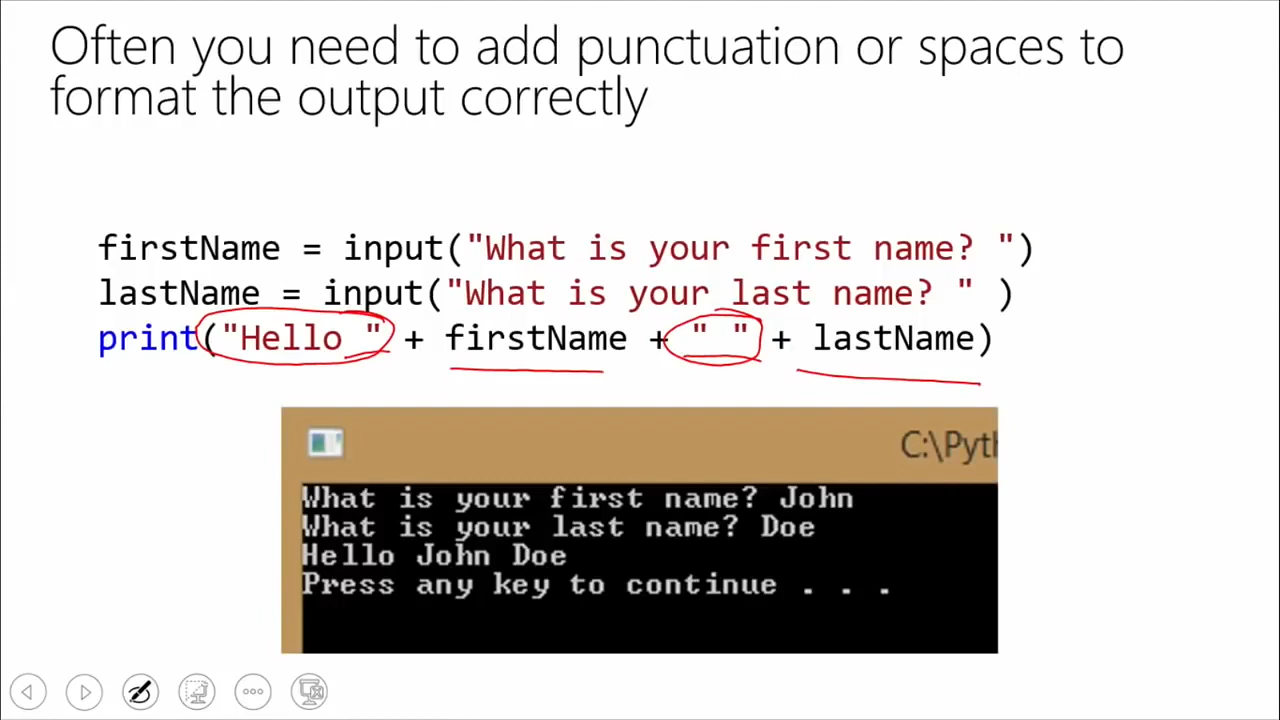 Often you need to add punctuation or spaces to
format the output correctly
firstName = input("What is your first name? ")
lastName = input("What is your last name? " )
print("Hello " + firstName + " " + lastName)
C:\Pyth
What is your first name? John
What is your last name? Doe
Hello John Doe
Press any key to continue . . .